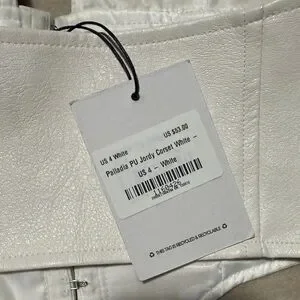 US 4 White
US $53.00
Palladia PU Jordy Corset White –
US 4 – White
THIS TAG IS RECYCLED & RECYCLABLE